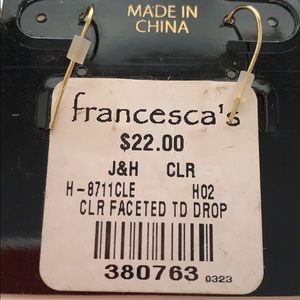 MADE IN
CHINA
francesca's
$22.00
J&H CLR
H-8711CLE H02
CLR FACETED TD DROP
380763 0323